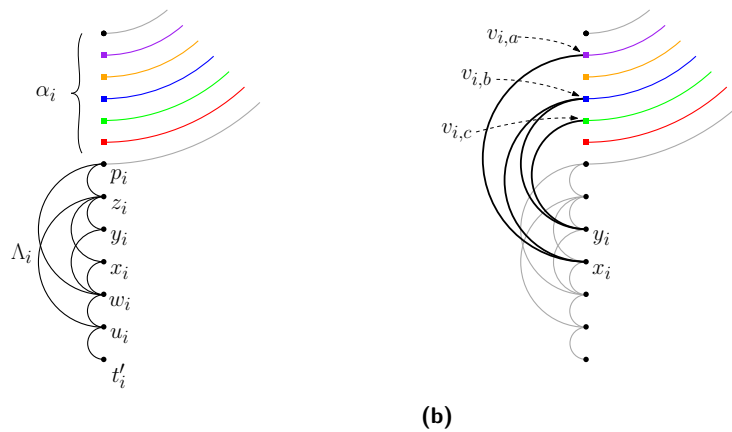 α_i
p_i
z_i
y_i
Λ_i
x_i
w_i
u_i
t'_i
v_{i,a}
v_{i,b}
v_{i,c}
y_i
x_i
(b)